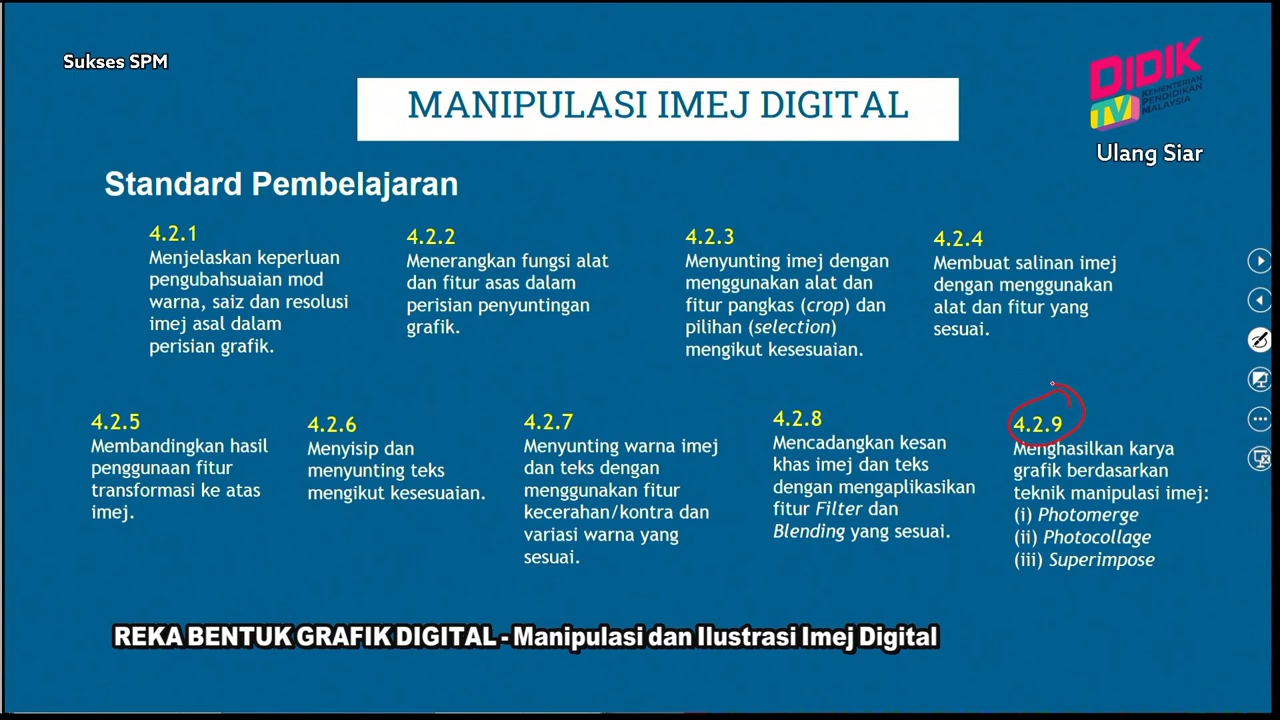 Sukses SPM
DIDIK
TV
KEMENTERIAN
PENDIDIKAN
MALAYSIA
Ulang Siar
MANIPULASI IMEJ DIGITAL
Standard Pembelajaran
4.2.1
Menjelaskan keperluan
pengubahsuaian mod
warna, saiz dan resolusi
imej asal dalam
perisian grafik.
4.2.2
Menerangkan fungsi alat
dan fitur asas dalam
perisian penyuntingan
grafik.
4.2.3
Menyunting imej dengan
menggunakan alat dan
fitur pangkas (crop) dan
pilihan (selection)
mengikut kesesuaian.
4.2.4
Membuat salinan imej
dengan menggunakan
alat dan fitur yang
sesuai.
4.2.5
Membandingkan hasil
penggunaan fitur
transformasi ke atas
imej.
4.2.6
Menyisip dan
menyunting teks
mengikut kesesuaian.
4.2.7
Menyunting warna imej
dan teks dengan
menggunakan fitur
kecerahan/kontra dan
variasi warna yang
sesuai.
4.2.8
Mencadangkan kesan
khas imej dan teks
dengan mengaplikasikan
fitur Filter dan
Blending yang sesuai.
4.2.9
Menghasilkan karya
grafik berdasarkan
teknik manipulasi imej:
(i) Photomerge
(ii) Photocollage
(iii) Superimpose
REKA BENTUK GRAFIK DIGITAL - Manipulasi dan Ilustrasi Imej Digital